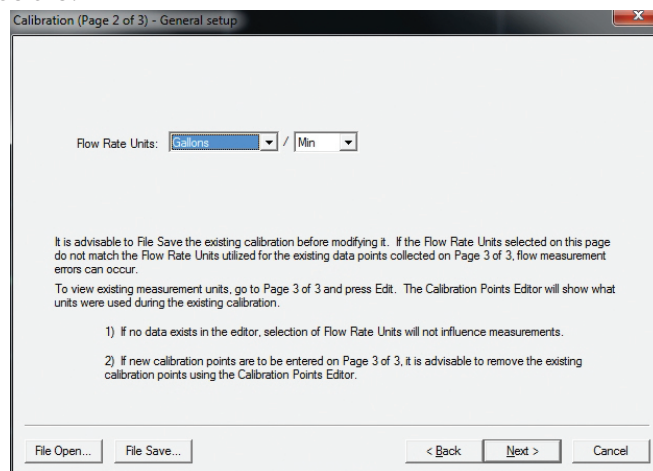 Calibration (Page 2 of 3) - General setup
Flow Rate Units: Gallons / Min
It is advisable to File Save the existing calibration before modifying it. If the Flow Rate Units selected on this page
do not match the Flow Rate Units utilized for the existing data points collected on Page 3 of 3, flow measurement
errors can occur.
To view existing measurement units, go to Page 3 of 3 and press Edit. The Calibration Points Editor will show what
units were used during the existing calibration.
1) If no data exists in the editor, selection of Flow Rate Units will not influence measurements.
2) If new calibration points are to be entered on Page 3 of 3, it is advisable to remove the existing
calibration points using the Calibration Points Editor.
File Open... File Save... < Back Next > Cancel